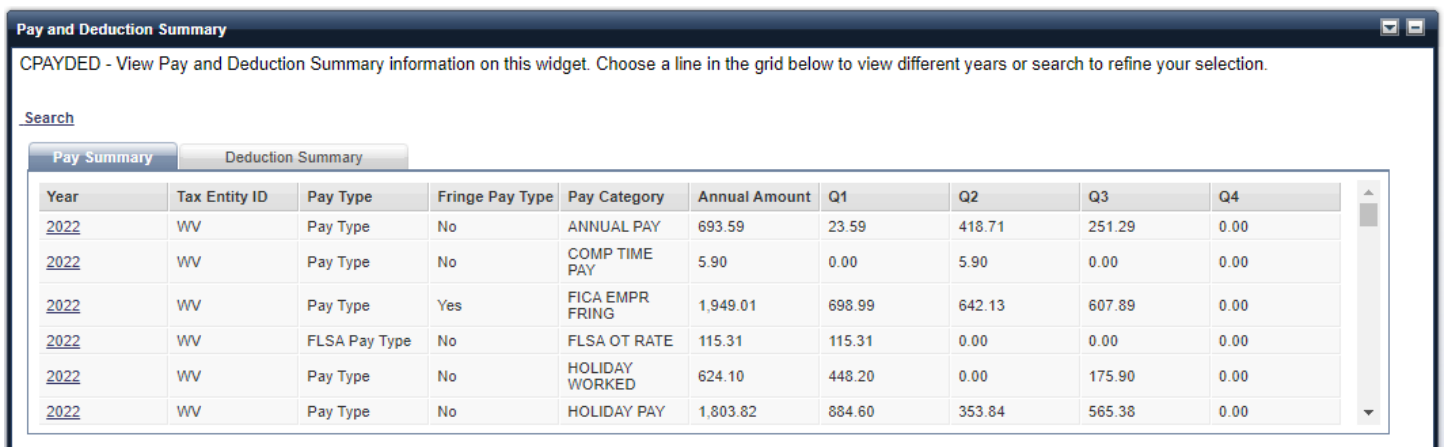 Pay and Deduction Summary
CPAYDED - View Pay and Deduction Summary information on this widget. Choose a line in the grid below to view different years or search to refine your selection.
Search
Pay Summary Deduction Summary
Year Tax Entity ID Pay Type Fringe Pay Type Pay Category Annual Amount Q1 Q2 Q3 Q4
2022 WV Pay Type No ANNUAL PAY 693.59 23.59 418.71 251.29 0.00
2022 WV Pay Type No COMP TIME PAY 5.90 0.00 5.90 0.00 0.00
2022 WV Pay Type Yes FICA EMPR FRING 1,949.01 698.99 642.13 607.89 0.00
2022 WV FLSA Pay Type No FLSA OT RATE 115.31 115.31 0.00 0.00 0.00
2022 WV Pay Type No HOLIDAY WORKED 624.10 448.20 0.00 175.90 0.00
2022 WV Pay Type No HOLIDAY PAY 1,803.82 884.60 353.84 565.38 0.00